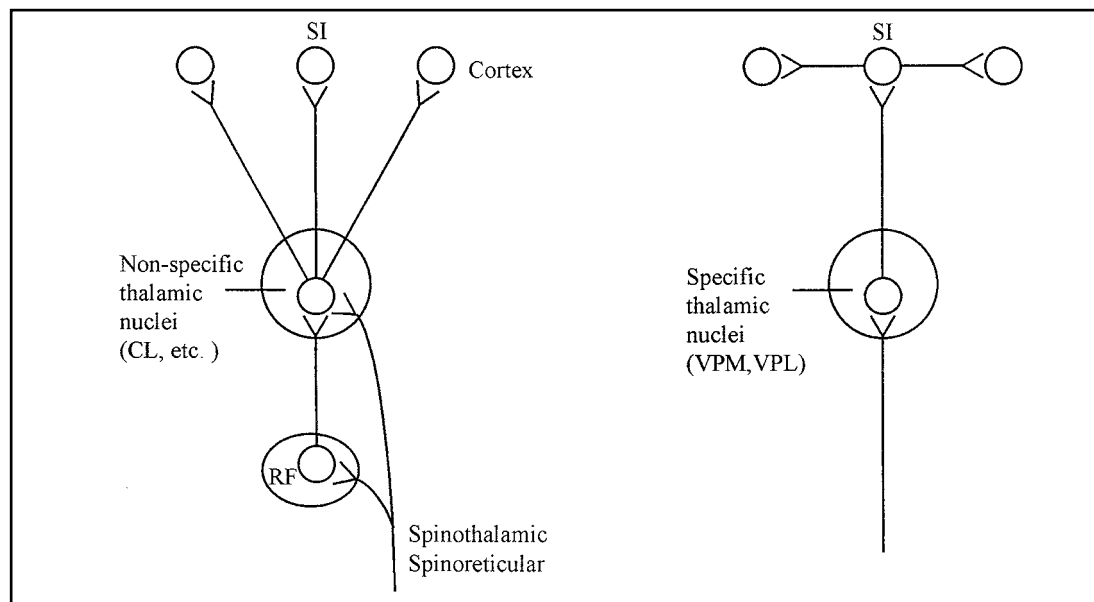 SI
Cortex
Non-specific
thalamic
nuclei
(CL, etc. )
RF
Spinothalamic
Spinoreticular
SI
Specific
thalamic
nuclei
(VPM,VPL)